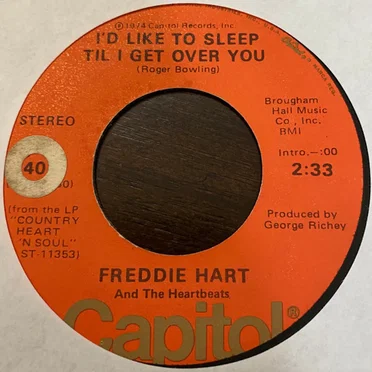 ℗1974 Capitol Records, Inc.
I'D LIKE TO SLEEP
TIL I GET OVER YOU
(Roger Bowling)
STEREO
40
(from the LP
"COUNTRY
HEART
'N SOUL"
ST-11353)
Brougham
Hall Music
Co., Inc.
BMI
Intro.—:00
2:33
Produced by
George Richey
FREDDIE HART
And The Heartbeats
Capitol®